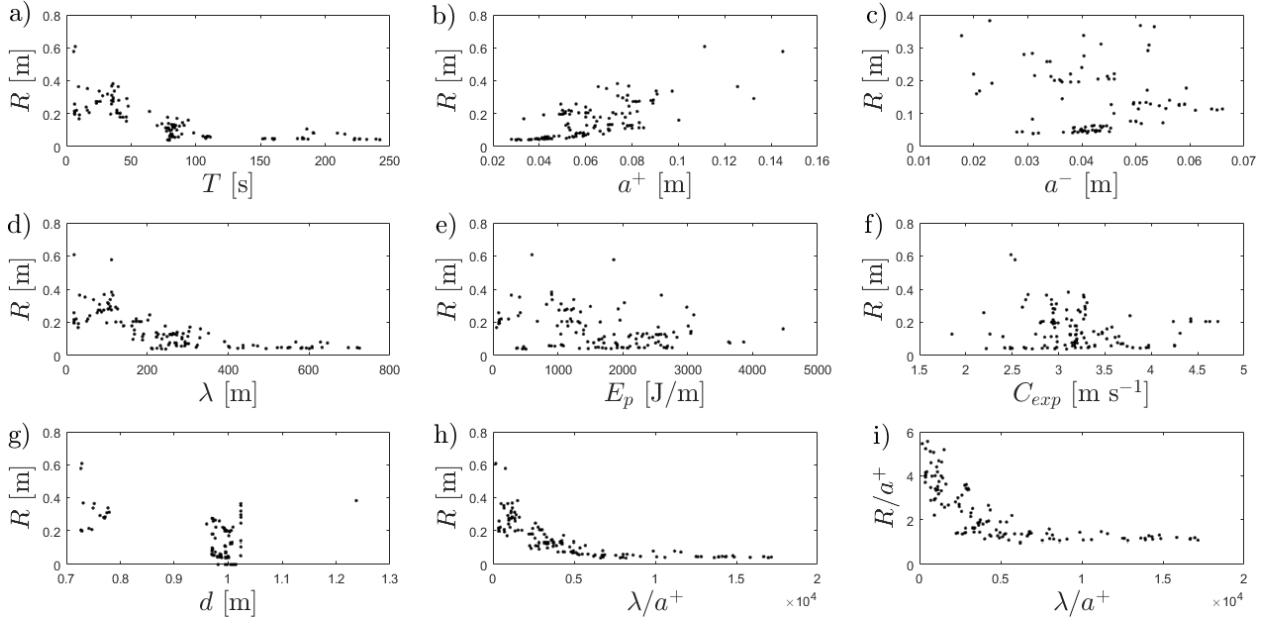 a)
R [m]
0.8
0.6
0.4
0.2
0
0 50 100 150 200 250
T [s]
b)
R [m]
0.8
0.6
0.4
0.2
0
0.02 0.04 0.06 0.08 0.1 0.12 0.14 0.16
a⁺ [m]
c)
R [m]
0.4
0.3
0.2
0.1
0
0.01 0.02 0.03 0.04 0.05 0.06 0.07
a⁻ [m]
d)
R [m]
0.8
0.6
0.4
0.2
0
0 200 400 600 800
λ [m]
e)
R [m]
0.8
0.6
0.4
0.2
0
0 1000 2000 3000 4000 5000
E_p [J/m]
f)
R [m]
0.8
0.6
0.4
0.2
0
1.5 2 2.5 3 3.5 4 4.5 5
C_exp [m s⁻¹]
g)
R [m]
0.8
0.6
0.4
0.2
0
0.7 0.8 0.9 1 1.1 1.2 1.3
d [m]
h)
R [m]
0.8
0.6
0.4
0.2
0
0 0.5 1 1.5 2
λ/a⁺
×10⁴
i)
R/a⁺
6
4
2
0
0 0.5 1 1.5 2
λ/a⁺
×10⁴